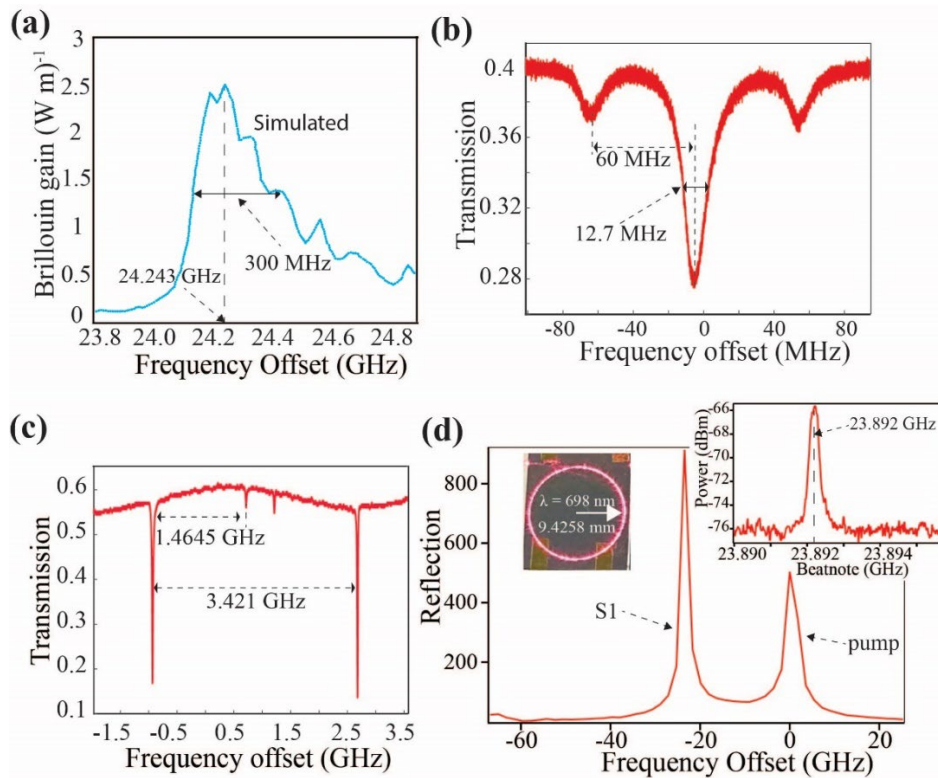 (a)
3
2.5
2
1.5
1
0.5
0
Brillouin gain (W m)-1
Simulated
300 MHz
24.243 GHz
23.8 24.0 24.2 24.4 24.6 24.8
Frequency Offset (GHz)
(b)
0.4
0.36
0.32
0.28
Transmission
60 MHz
12.7 MHz
-80 -40 0 40 80
Frequency offset (MHz)
(c)
0.6
0.5
0.4
0.3
0.2
0.1
Transmission
1.4645 GHz
3.421 GHz
-1.5 -0.5 0.5 1.5 2.5 3.5
Frequency offset (GHz)
(d)
800
600
400
200
Reflection
λ = 698 nm
9.4258 mm
S1
pump
-60 -40 -20 0 20
Frequency Offset (GHz)
-66
-68
-70
-72
-74
-76
Power (dBm)
23.892 GHz
23.890 23.892 23.894
Beatnote (GHz)